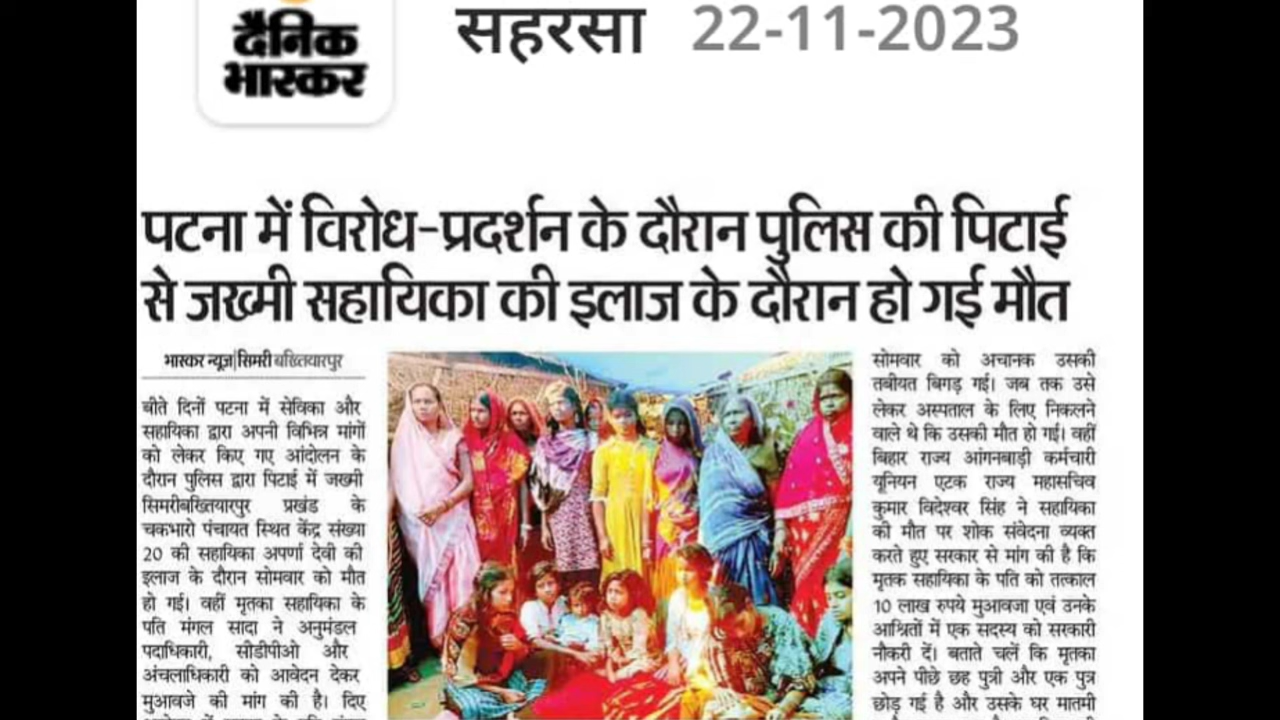 दैनिक
भास्कर
सहरसा 22-11-2023
पटना में विरोध-प्रदर्शन के दौरान पुलिस की पिटाई
से जख्मी सहायिका की इलाज के दौरान हो गई मौत
भास्कर न्यूज|सिमरी बख्तियारपुर
बीते दिनों पटना में सेविका और
सहायिका द्वारा अपनी विभिन्न मांगों
को लेकर किए गए आंदोलन के
दौरान पुलिस द्वारा पिटाई में जख्मी
सिमरीबख्तियारपुर प्रखंड के
चकभारो पंचायत स्थित केंद्र संख्या
20 की सहायिका अपर्णा देवी की
इलाज के दौरान सोमवार को मौत
हो गई। वहीं मृतका सहायिका के
पति मंगल सादा ने अनुमंडल
पदाधिकारी, सीडीपीओ और
अंचलाधिकारी को आवेदन देकर
मुआवजे की मांग की है। दिए
सोमवार को अचानक उसकी
तबीयत बिगड़ गई। जब तक उसे
लेकर अस्पताल के लिए निकलने
वाले थे कि उसकी मौत हो गई। वहीं
बिहार राज्य आंगनबाड़ी कर्मचारी
यूनियन एटक राज्य महासचिव
कुमार विदेश्वर सिंह ने सहायिका
की मौत पर शोक संवेदना व्यक्त
करते हुए सरकार से मांग की है कि
मृतक सहायिका के पति को तत्काल
10 लाख रुपये मुआवजा एवं उनके
आश्रितों में एक सदस्य को सरकारी
नौकरी दें। बताते चलें कि मृतका
अपने पीछे छह पुत्री और एक पुत्र
छोड़ गई है और उसके घर मातमी